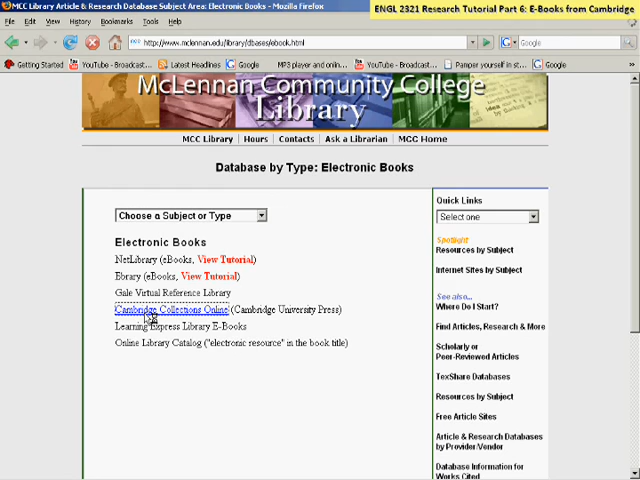 MCC Library Article & Research Database Subject Area: Electronic Books - Mozilla Firefox
ENGL 2321 Research Tutorial Part 6: E-Books from Cambridge
File Edit View History Bookmarks Tools Help
http://www.mclennan.edu/library/dbases/ebook.html
Google
Getting Started YouTube - Broadcast... Latest Headlines Google MP3 player and onlin... YouTube - Broadcast... Pamper yourself in st... Google
McLennan Community College
Library
MCC Library | Hours | Contacts | Ask a Librarian | MCC Home
Database by Type: Electronic Books
Choose a Subject or Type
Electronic Books
NetLibrary (eBooks, View Tutorial)
Ebrary (eBooks, View Tutorial)
Gale Virtual Reference Library
Cambridge Collections Online (Cambridge University Press)
Learning Express Library E-Books
Online Library Catalog ("electronic resource" in the book title)
Quick Links
Select one
Spotlight
Resources by Subject
Internet Sites by Subject
See also...
Where Do I Start?
Find Articles, Research & More
Scholarly or
Peer-Reviewed Articles
TexShare Databases
Resources by Subject
Free Article Sites
Article & Research Databases
by Provider/Vendor
Database Information for
Works Cited